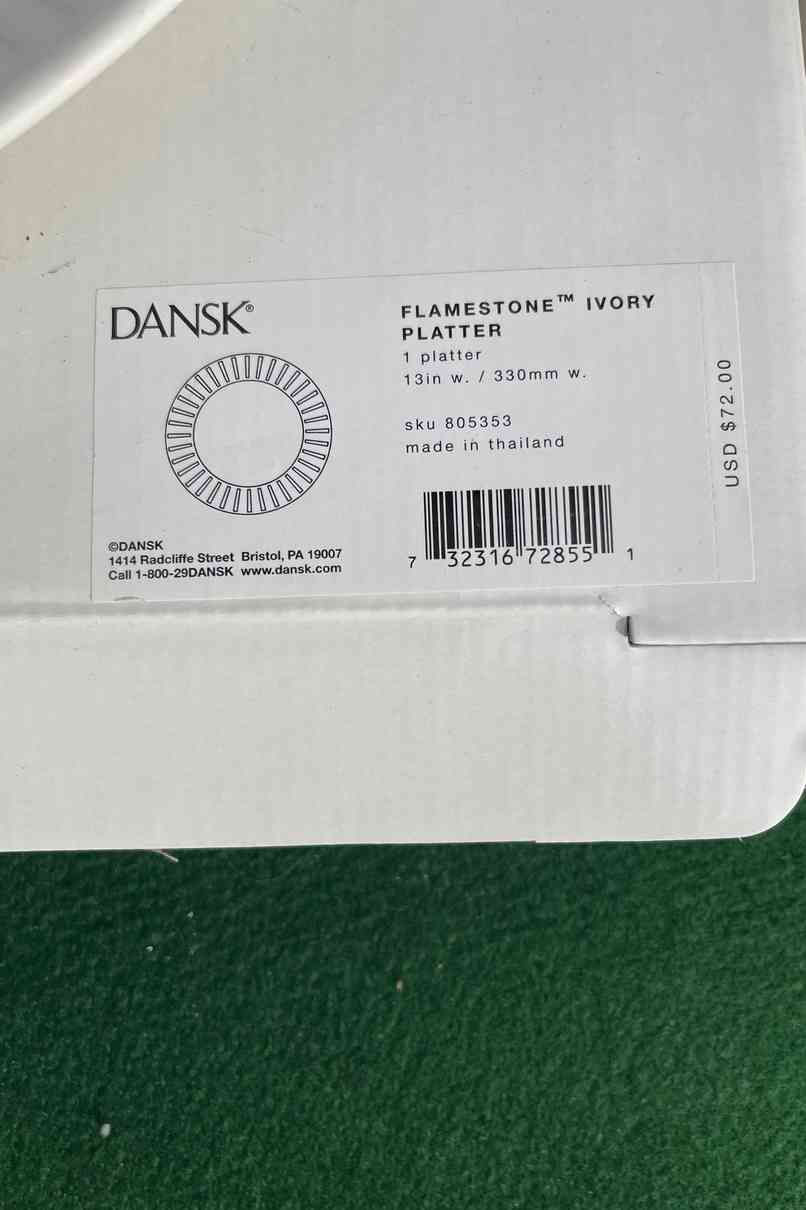 DANSK®
FLAMESTONE™ IVORY
PLATTER
1 platter
13in w. / 330mm w.
sku 805353
made in thailand
USD $72.00
©DANSK
1414 Radcliffe Street Bristol, PA 19007
Call 1-800-29DANSK www.dansk.com
7 32316 72855 1